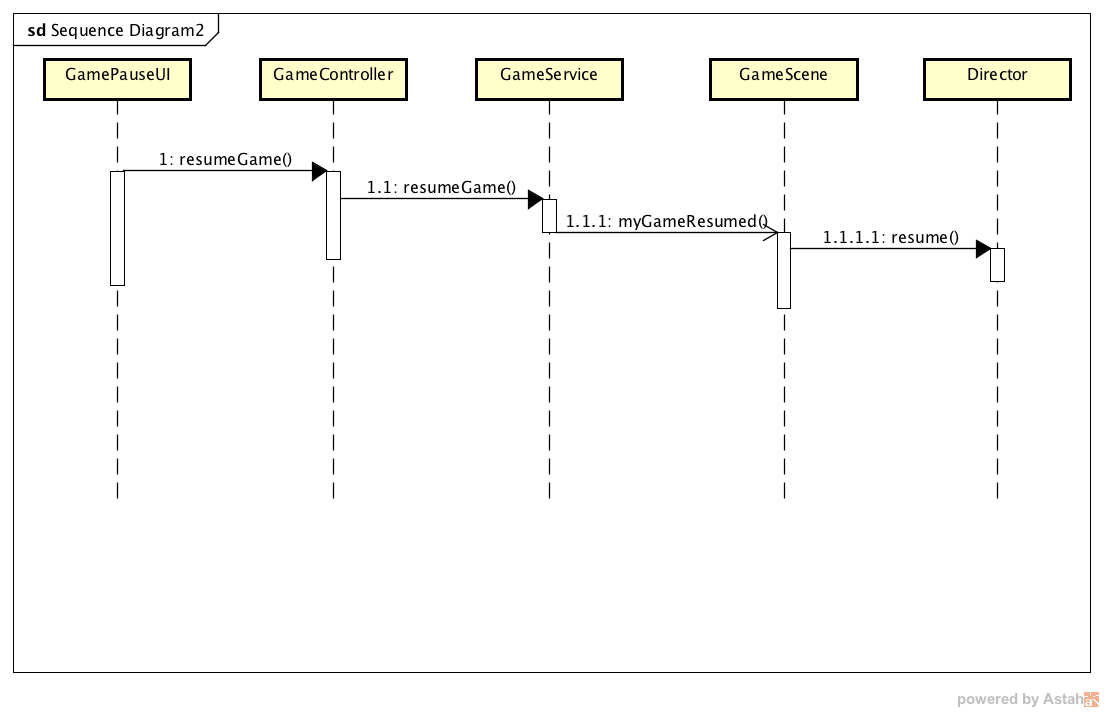 sd Sequence Diagram2
GamePauseUI
GameController
GameService
GameScene
Director
1: resumeGame()
1.1: resumeGame()
1.1.1: myGameResumed()
1.1.1.1: resume()
powered by Astah